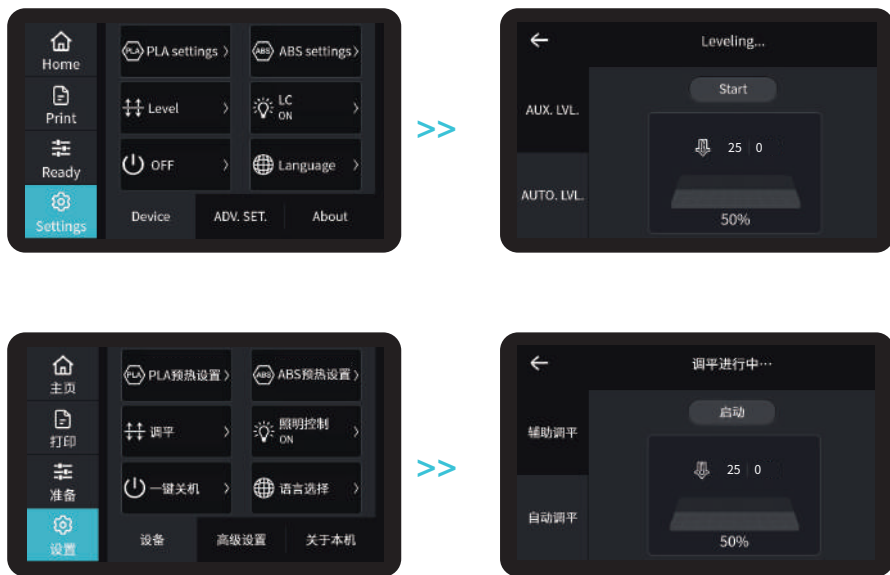 Home
PLA settings >
ABS settings >
Print
Level >
LC
ON >
Ready
OFF >
Language >
Settings
Device
ADV. SET.
About
>>
Leveling...
Start
AUX. LVL.
25 | 0
AUTO. LVL.
50%
主页
PLA PLA预热设置 >
ABS ABS预热设置 >
打印
调平 >
照明控制
ON >
准备
一键关机 >
语言选择 >
设置
设备
高级设置
关于本机
>>
调平进行中…
启动
辅助调平
25 | 0
自动调平
50%